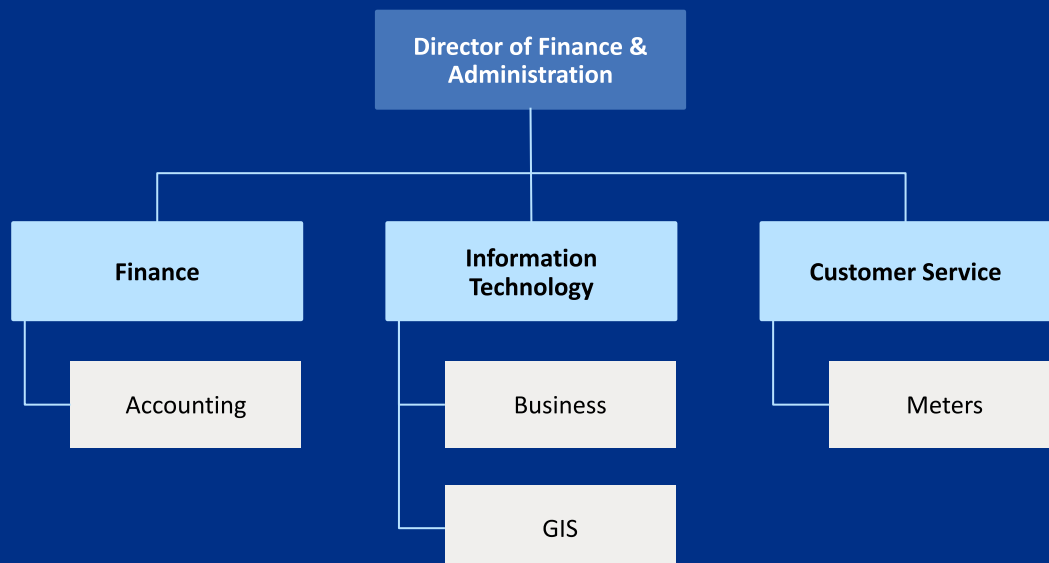 Director of Finance &
Administration
Finance
Information
Technology
Customer Service
Accounting
Business
Meters
GIS